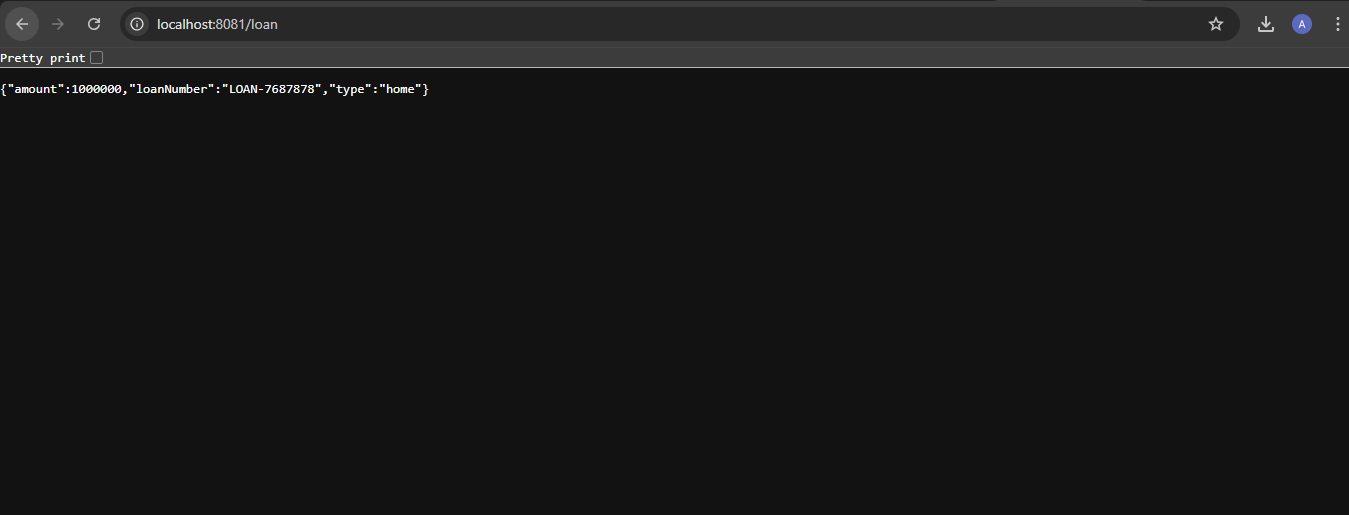 localhost:8081/loan
A
Pretty print
{"amount":1000000,"loanNumber":"LOAN-7687878","type":"home"}